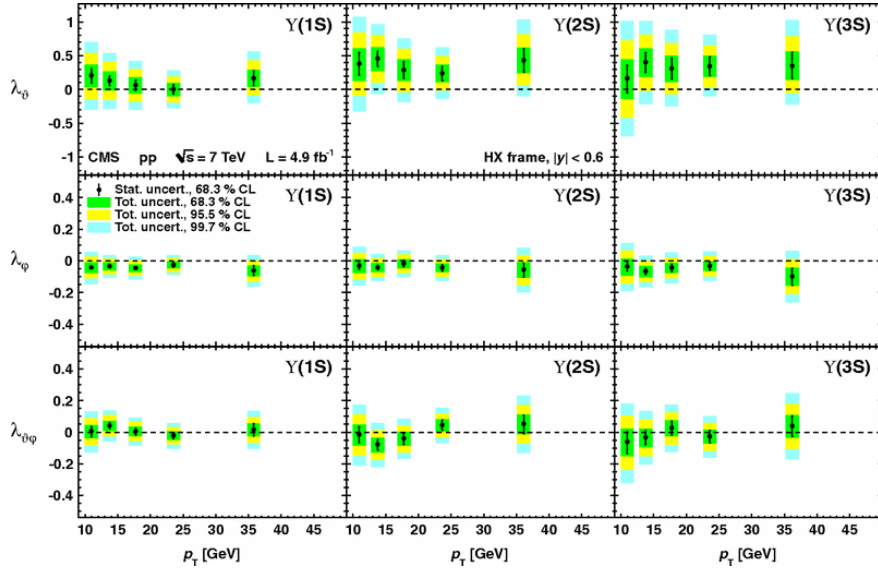 1
0.5
0
-0.5
-1
λϑ
Υ(1S)
Υ(2S)
Υ(3S)
CMS pp √s = 7 TeV L = 4.9 fb⁻¹
HX frame, |y| < 0.6
0.4
0.2
0
-0.2
-0.4
λφ
Stat. uncert., 68.3 % CL
Tot. uncert., 68.3 % CL
Tot. uncert., 95.5 % CL
Tot. uncert., 99.7 % CL
Υ(1S)
Υ(2S)
Υ(3S)
0.4
0.2
0
-0.2
-0.4
λϑφ
Υ(1S)
Υ(2S)
Υ(3S)
10 15 20 25 30 35 40 45 10 15 20 25 30 35 40 45 10 15 20 25 30 35 40 45
pT [GeV] pT [GeV] pT [GeV]